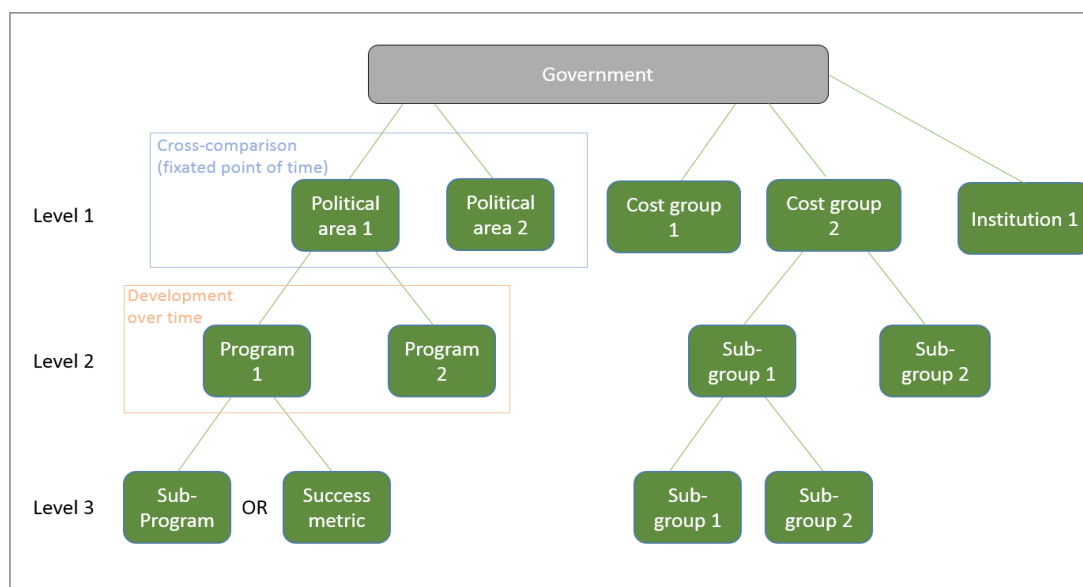 Government
Cross-comparison
(fixated point of time)
Level 1
Political
area 1
Political
area 2
Cost group
1
Cost group
2
Institution 1
Development
over time
Level 2
Program
1
Program
2
Sub-
group 1
Sub-
group 2
Level 3
Sub-
Program
OR
Success
metric
Sub-
group 1
Sub-
group 2